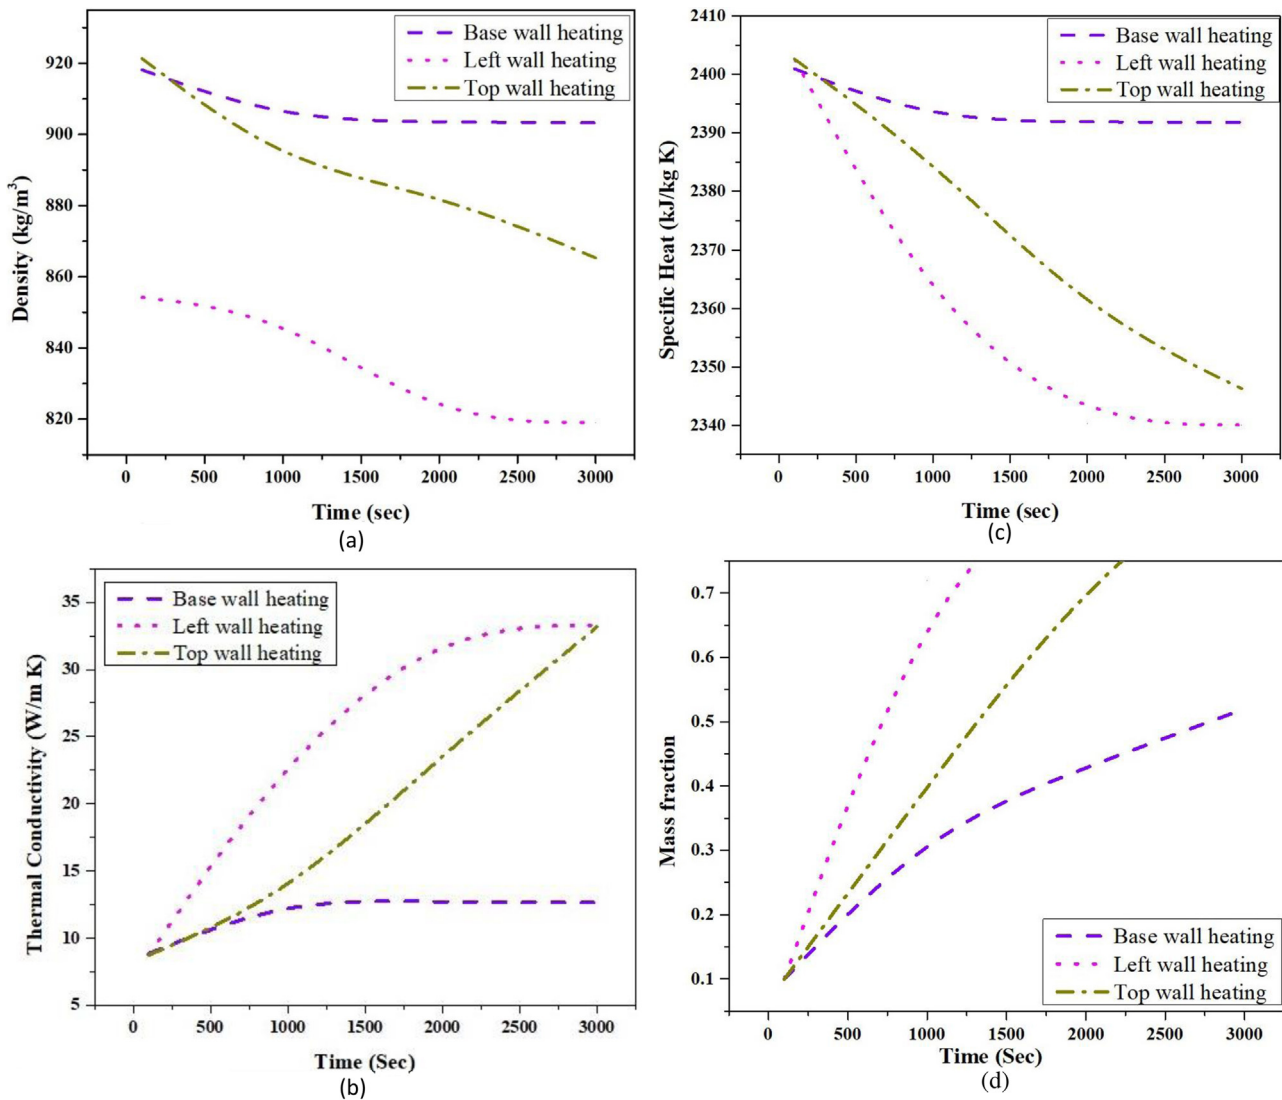 Base wall heating
Left wall heating
Top wall heating
920
900
880
860
840
820
Density (kg/m³)
0 500 1000 1500 2000 2500 3000
Time (sec)
(a)
Base wall heating
Left wall heating
Top wall heating
2410
2400
2390
2380
2370
2360
2350
2340
Specific Heat (kJ/kg K)
0 500 1000 1500 2000 2500 3000
Time (sec)
(c)
Base wall heating
Left wall heating
Top wall heating
35
30
25
20
15
10
5
Thermal Conductivity (W/m K)
0 500 1000 1500 2000 2500 3000
Time (Sec)
(b)
0.7
0.6
0.5
0.4
0.3
0.2
0.1
Mass fraction
Base wall heating
Left wall heating
Top wall heating
0 500 1000 1500 2000 2500 3000
Time (Sec)
(d)